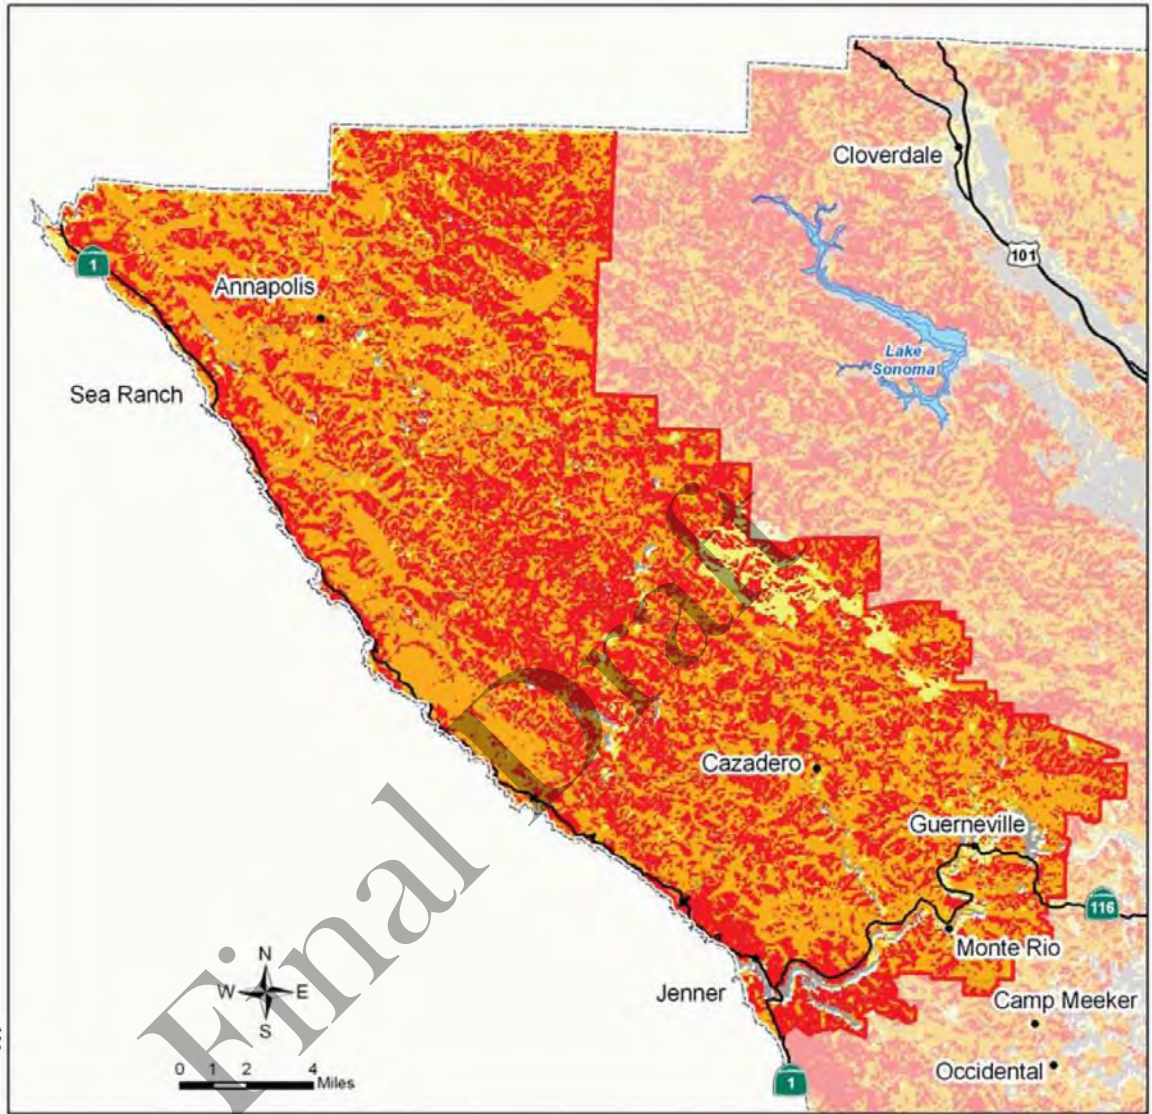 Cloverdale
101
1
Annapolis
Lake
Sonoma
Sea Ranch
Final Draft
Cazadero
Guerneville
116
Monte Rio
Jenner
Camp Meeker
Occidental
1
N
W
E
S
0 1 2 4
Miles